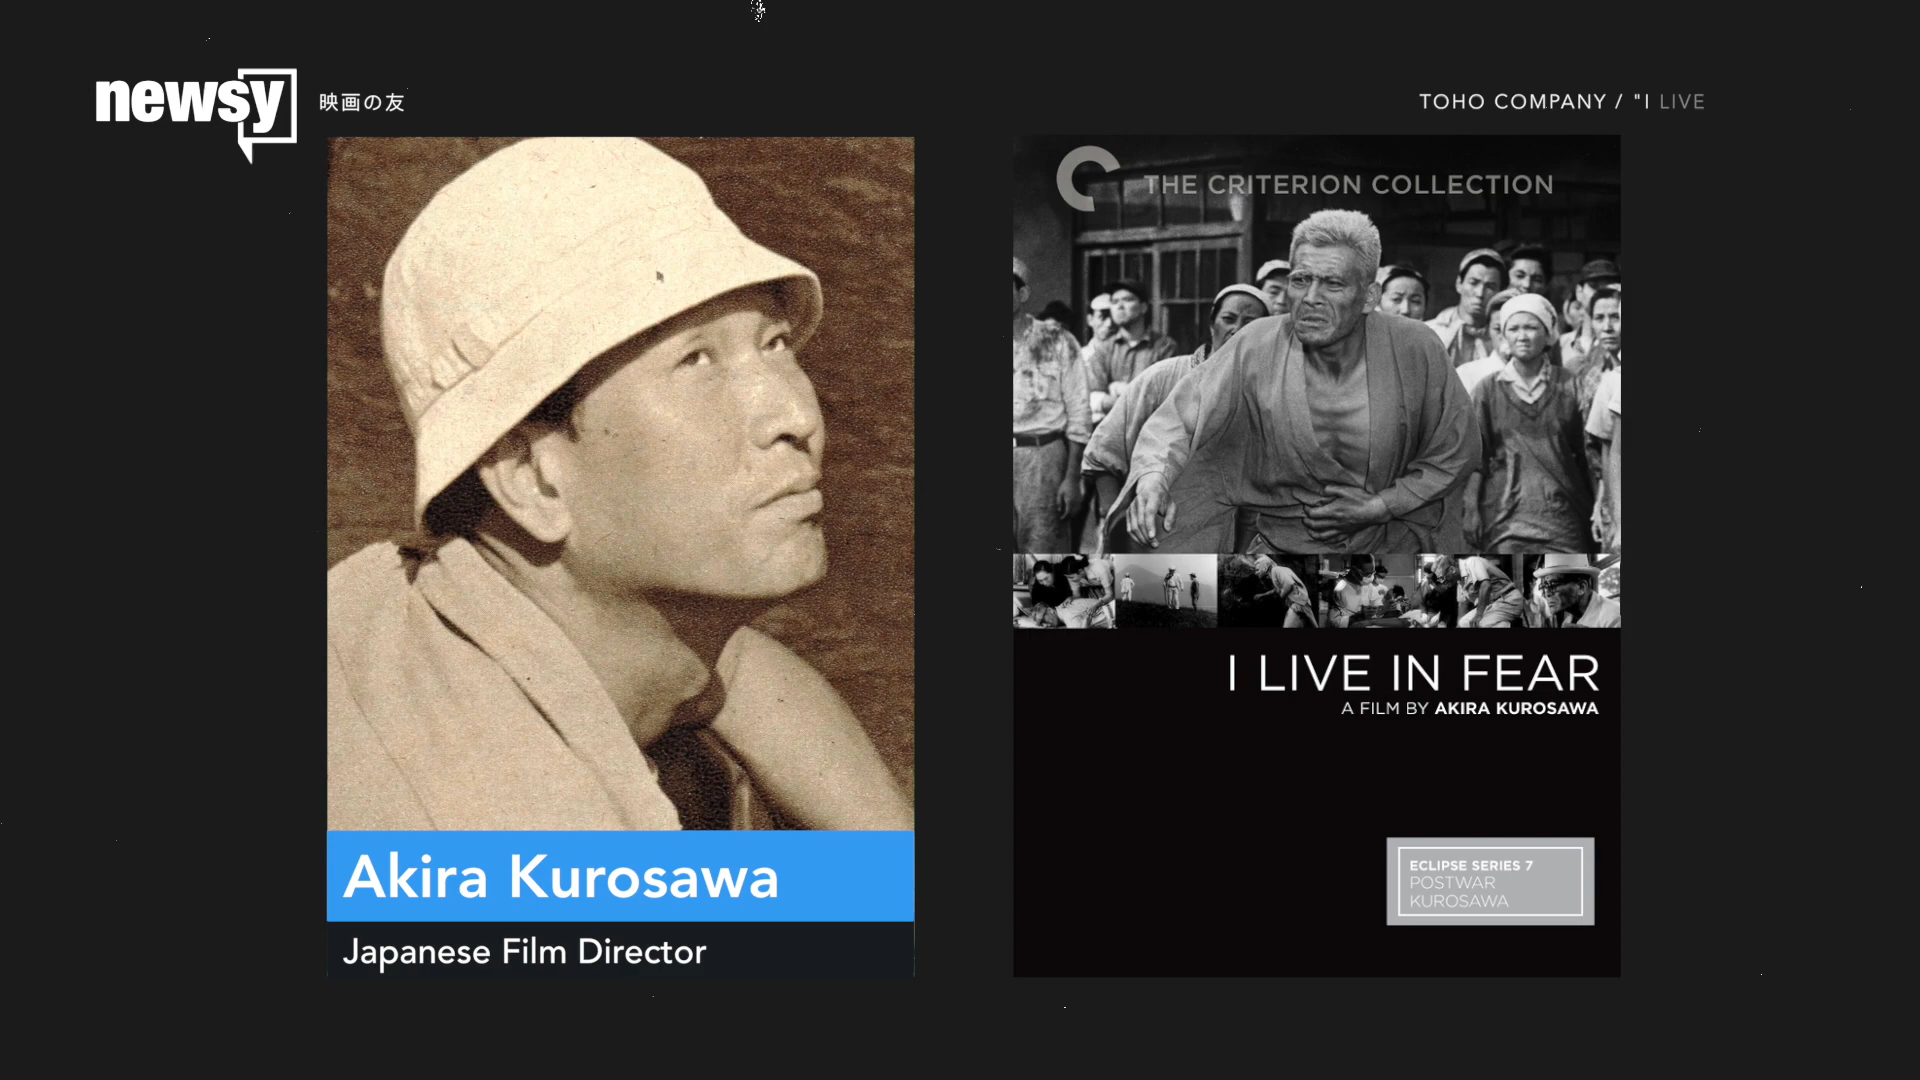 newsy
映画の友
TOHO COMPANY / "I LIVE
THE CRITERION COLLECTION
I LIVE IN FEAR
A FILM BY AKIRA KUROSAWA
ECLIPSE SERIES 7
POSTWAR
KUROSAWA
Akira Kurosawa
Japanese Film Director